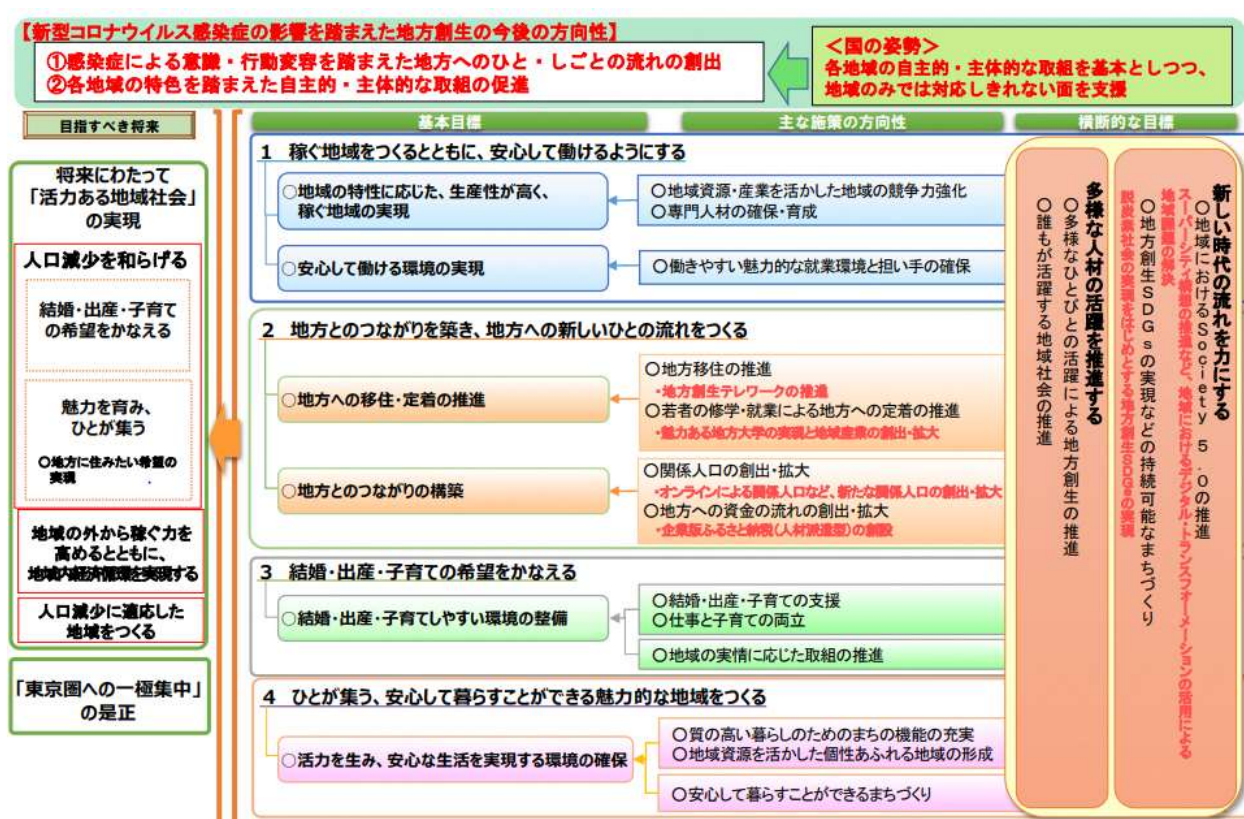 【新型コロナウイルス感染症の影響を踏まえた地方創生の今後の方向性】
①感染症による意識・行動変容を踏まえた地方へのひと・しごとの流れの創出
②各地域の特色を踏まえた自主的・主体的な取組の促進
＜国の姿勢＞
各地域の自主的・主体的な取組を基本としつつ、
地域のみでは対応しきれない面を支援
目指すべき将来
将来にわたって
「活力ある地域社会」
の実現
人口減少を和らげる
結婚・出産・子育て
の希望をかなえる
魅力を育み、
ひとが集う
○地方に住みたい希望の
実現
地域の外から稼ぐ力を
高めるとともに、
地域内経済循環を実現する
人口減少に適応した
地域をつくる
「東京圏への一極集中」
の是正
基本目標
主な施策の方向性
横断的な目標
1 稼ぐ地域をつくるとともに、安心して働けるようにする
○地域の特性に応じた、生産性が高く、
稼ぐ地域の実現
○地域資源・産業を活かした地域の競争力強化
○専門人材の確保・育成
○安心して働ける環境の実現
○働きやすい魅力的な就業環境と担い手の確保
2 地方とのつながりを築き、地方への新しいひとの流れをつくる
○地方への移住・定着の推進
○地方移住の推進
・地方創生テレワークの推進
○若者の修学・就業による地方への定着の推進
・魅力ある地方大学の実現と地域産業の創出・拡大
○地方とのつながりの構築
○関係人口の創出・拡大
・オンラインによる関係人口など、新たな関係人口の創出・拡大
○地方への資金の流れの創出・拡大
・企業版ふるさと納税(人材派遣型)の創設
3 結婚・出産・子育ての希望をかなえる
○結婚・出産・子育てしやすい環境の整備
○結婚・出産・子育ての支援
○仕事と子育ての両立
○地域の実情に応じた取組の推進
4 ひとが集う、安心して暮らすことができる魅力的な地域をつくる
○活力を生み、安心な生活を実現する環境の確保
○質の高い暮らしのためのまちの機能の充実
○地域資源を活かした個性あふれる地域の形成
○安心して暮らすことができるまちづくり
新しい時代の流れを力にする
○地域におけるSociety 5.0の推進
スーパーシティ構想の推進など、地域におけるデジタル・トランスフォーメーションの活用による
地域課題の解決
○地方創生SDGsの実現などの持続可能なまちづくり
脱炭素社会の実現をはじめとする地方創生SDGsの実現
多様な人材の活躍を推進する
○多様なひとびとの活躍による地方創生の推進
○誰もが活躍する地域社会の推進